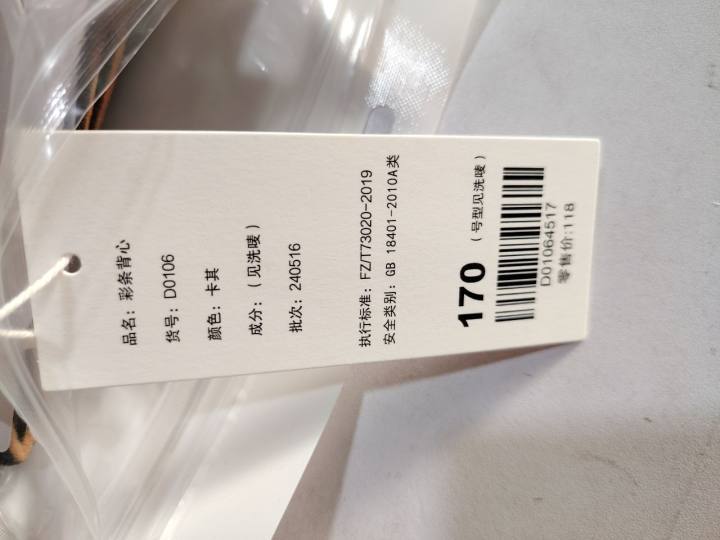 品名：彩条背心
货号：D0106
颜色：卡其
成分：（见洗唛）
批次：240516
执行标准：FZ/T73020-2019
安全类别：GB 18401-2010A类
170 （号型见洗唛）
D01064517
零售价:118